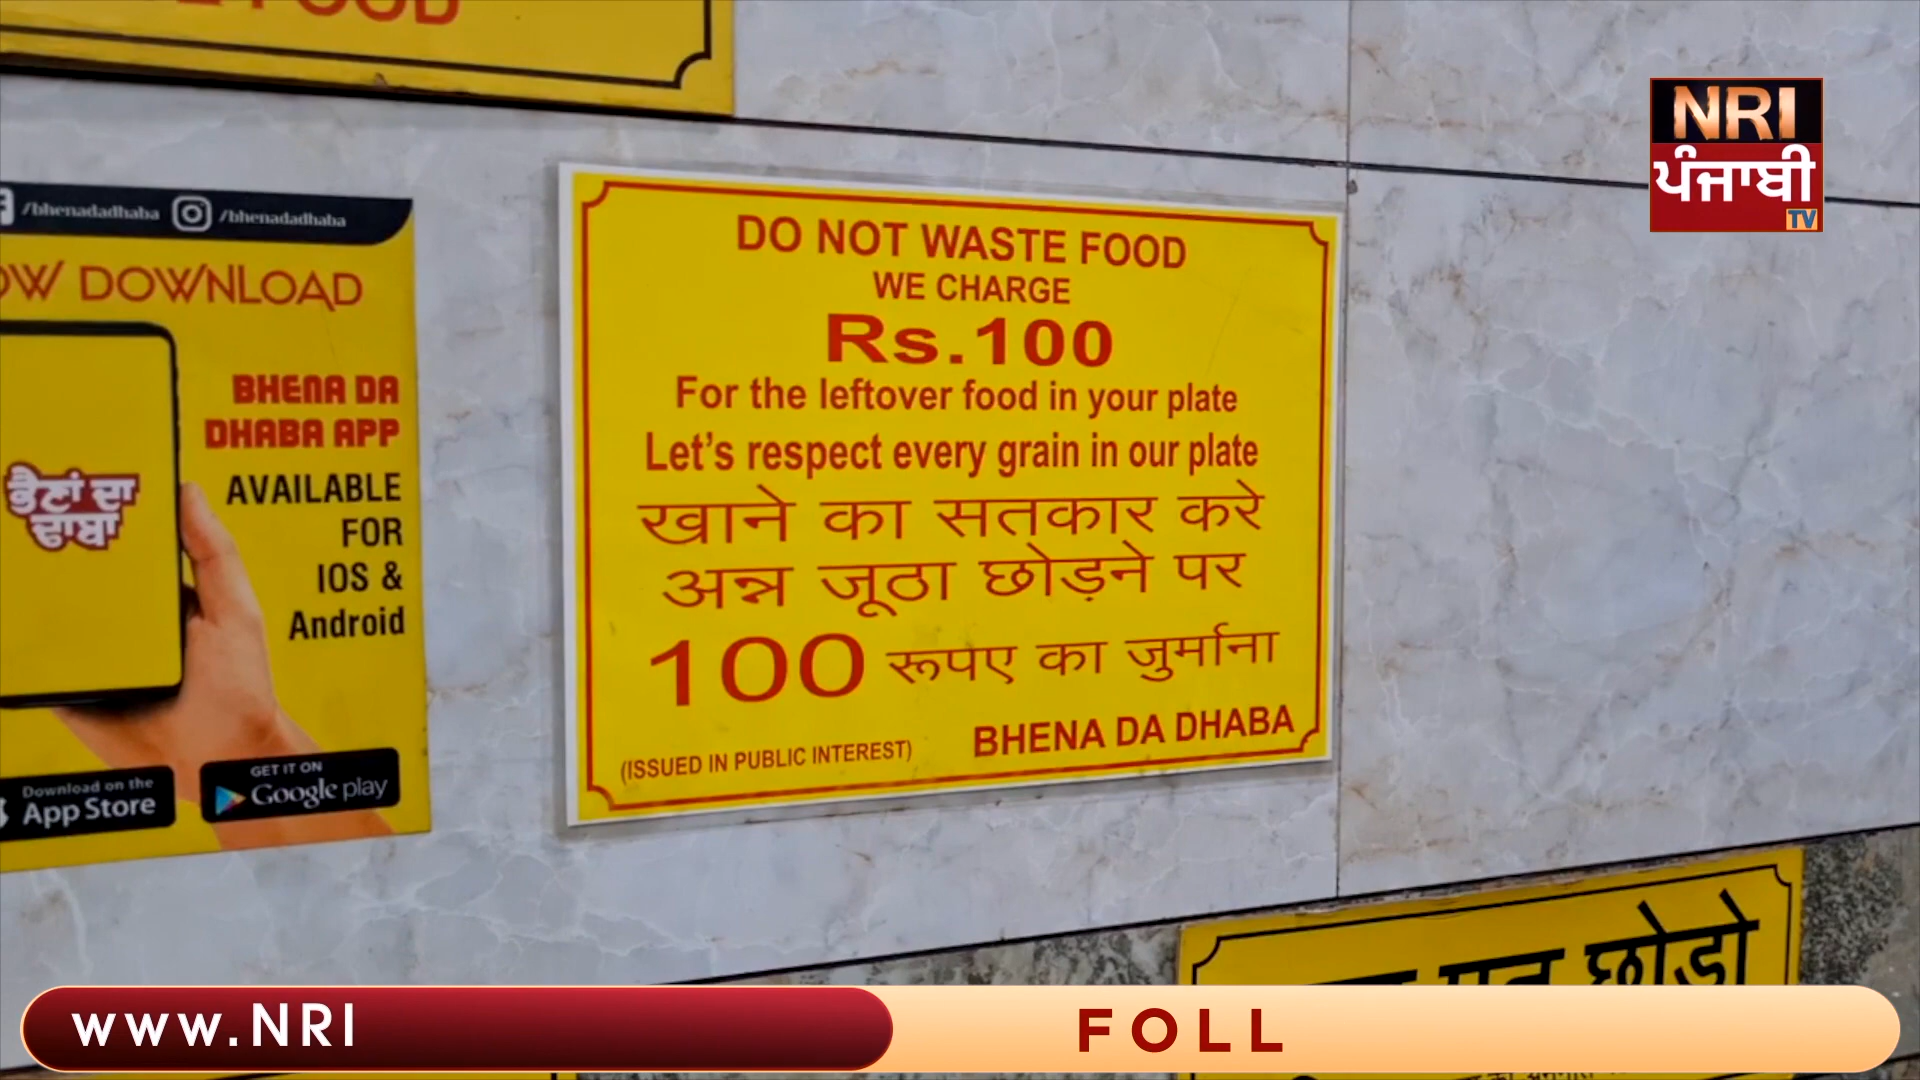 FOOD
/bhenadadhaba /bhenadadhaba
DOWNLOAD
BHENA DA
DHABA APP
AVAILABLE
FOR
IOS &
Android
ਭੈਣਾਂ ਦਾ
ਢਾਬਾ
Download on the
App Store
GET IT ON
Google play
DO NOT WASTE FOOD
WE CHARGE
Rs.100
For the leftover food in your plate
Let's respect every grain in our plate
खाने का सतकार करे
अन्न जूठा छोड़ने पर
100 रूपए का जुर्माना
(ISSUED IN PUBLIC INTEREST)
BHENA DA DHABA
NRI
ਪੰਜਾਬੀ
TV
छोडो
www.NRI
FOLL